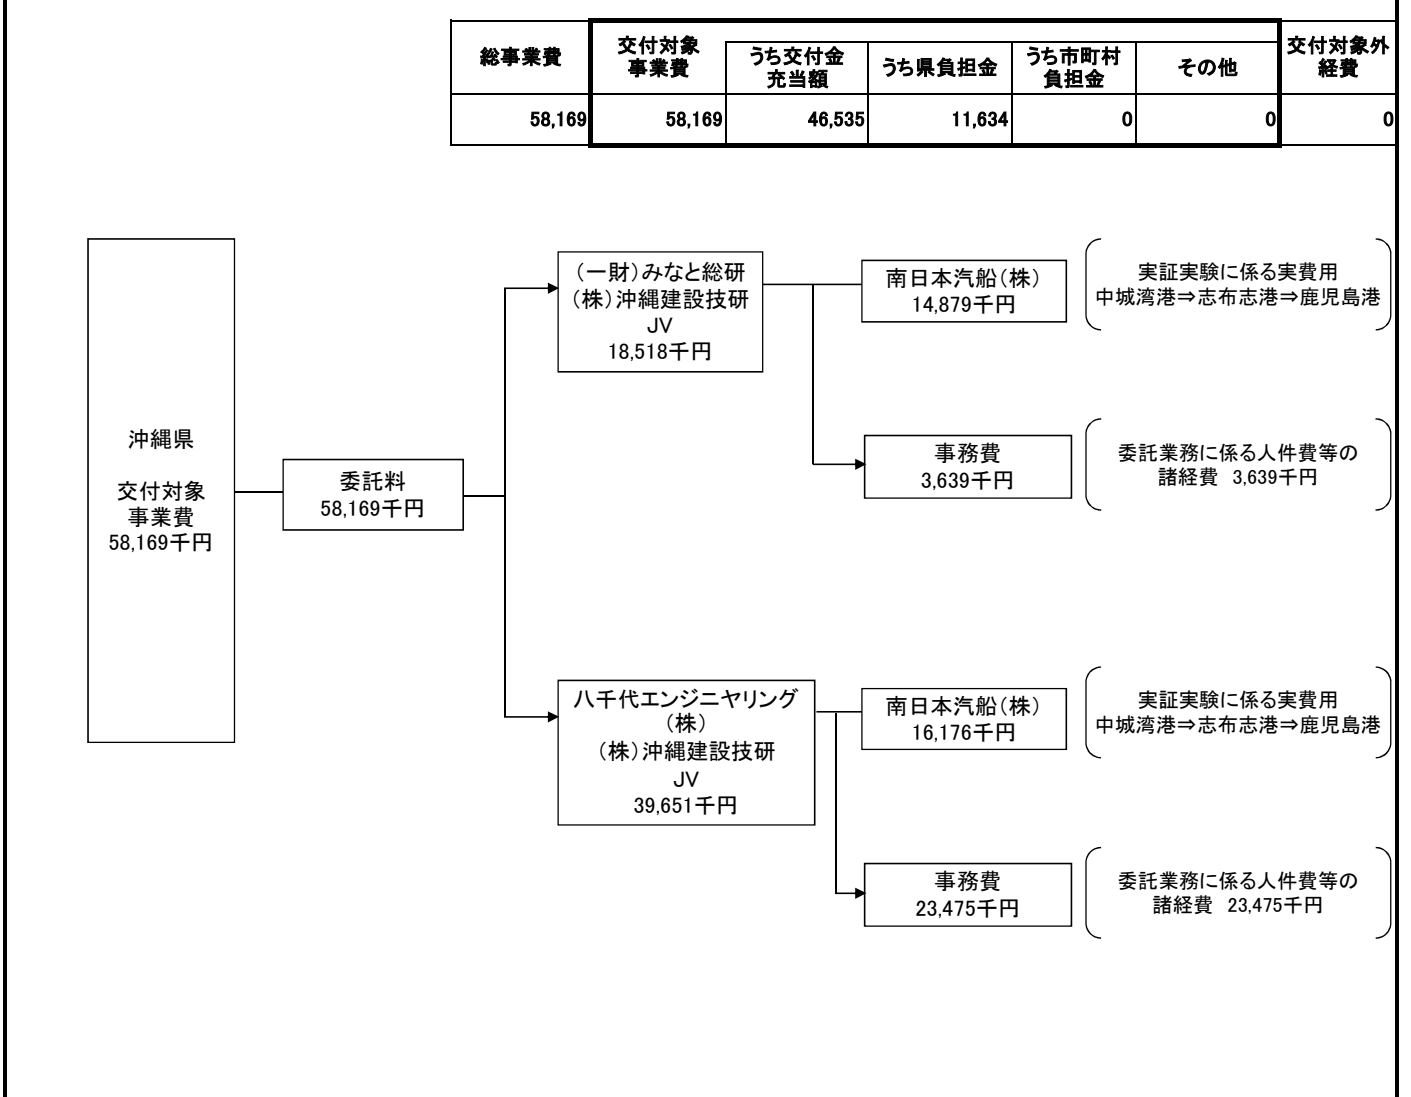 総事業費
交付対象
事業費
うち交付金
充当額
うち県負担金
うち市町村
負担金
その他
交付対象外
経費
58,169
58,169
46,535
11,634
0
0
0
沖縄県
交付対象
事業費
58,169千円
委託料
58,169千円
（一財）みなと総研
（株）沖縄建設技研
JV
18,518千円
南日本汽船（株）
14,879千円
実証実験に係る実費用
中城湾港⇒志布志港⇒鹿児島港
事務費
3,639千円
委託業務に係る人件費等の
諸経費　3,639千円
八千代エンジニヤリング
（株）
（株）沖縄建設技研
JV
39,651千円
南日本汽船（株）
16,176千円
実証実験に係る実費用
中城湾港⇒志布志港⇒鹿児島港
事務費
23,475千円
委託業務に係る人件費等の
諸経費　23,475千円